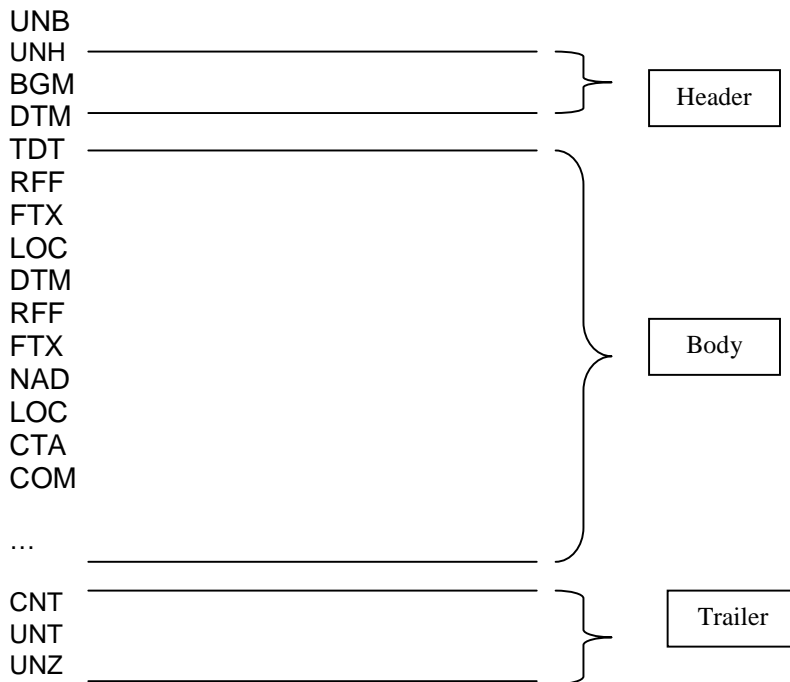 UNB
UNH
BGM
Header
DTM
TDT
RFF
FTX
LOC
DTM
RFF
FTX
Body
NAD
LOC
CTA
COM
...
CNT
Trailer
UNT
UNZ